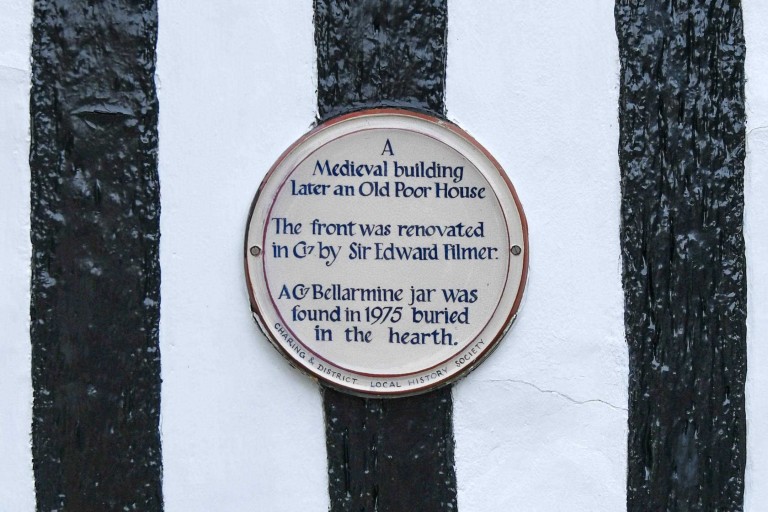 A
Medieval building
Later an Old Poor House
The front was renovated
in C17 by Sir Edward Filmer.
A C17 Bellarmine jar was
found in 1975 buried
in the hearth.
CHARING & DISTRICT LOCAL HISTORY SOCIETY